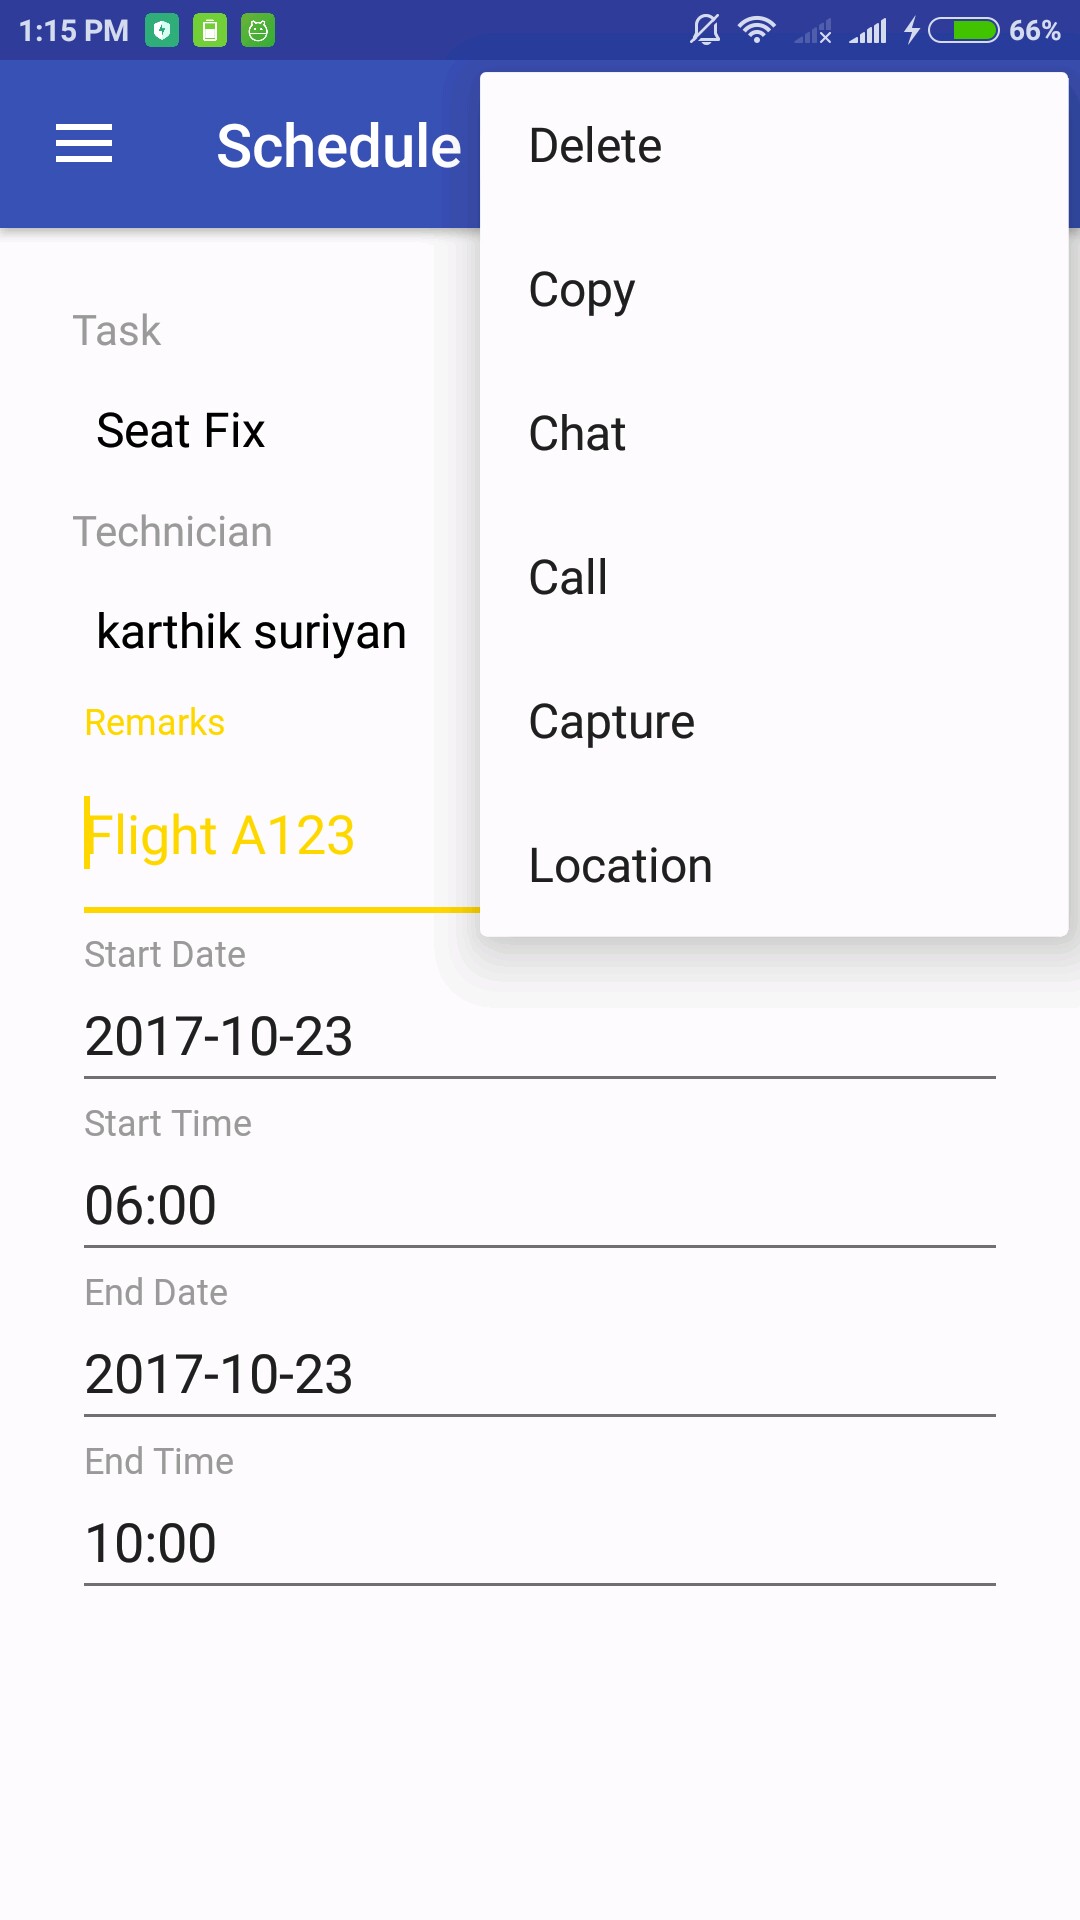 1:15 PM
66%
Schedule
Delete
Copy
Chat
Call
Capture
Location
Task
Seat Fix
Technician
karthik suriyan
Remarks
Flight A123
Start Date
2017-10-23
Start Time
06:00
End Date
2017-10-23
End Time
10:00